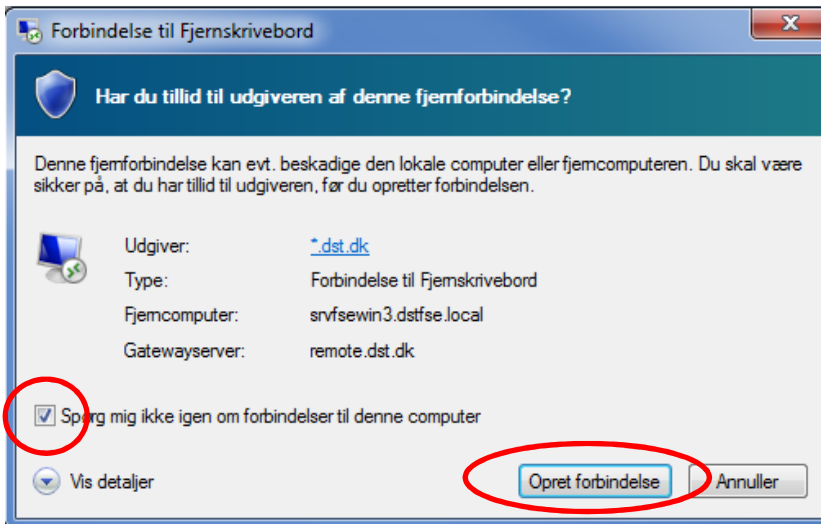 Forbindelse til Fjernskrivebord
Har du tillid til udgiveren af denne fjernforbindelse?
Denne fjernforbindelse kan evt. beskadige den lokale computer eller fjerncomputeren. Du skal være
sikker på, at du har tillid til udgiveren, før du opretter forbindelsen.
Udgiver: *.dst.dk
Type: Forbindelse til Fjernskrivebord
Fjerncomputer: srvfsewin3.dstfse.local
Gatewayserver: remote.dst.dk
Spørg mig ikke igen om forbindelser til denne computer
Vis detaljer Opret forbindelse Annuller